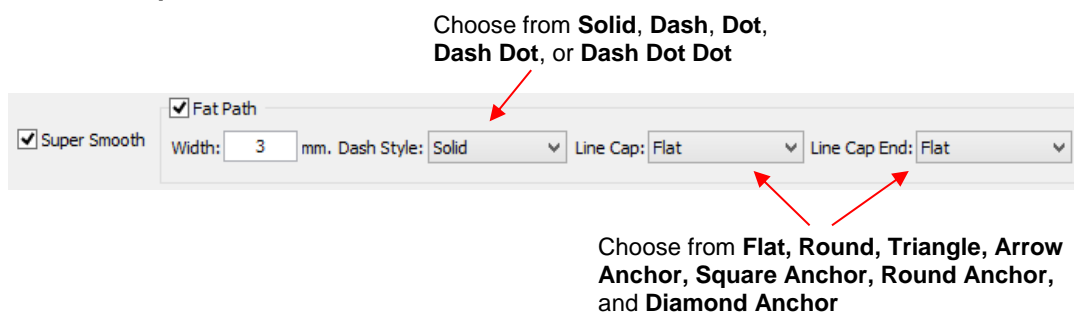 Choose from Solid, Dash, Dot,
Dash Dot, or Dash Dot Dot
Fat Path
Super Smooth
Width: 3 mm. Dash Style: Solid Line Cap: Flat Line Cap End: Flat
Choose from Flat, Round, Triangle, Arrow
Anchor, Square Anchor, Round Anchor,
and Diamond Anchor